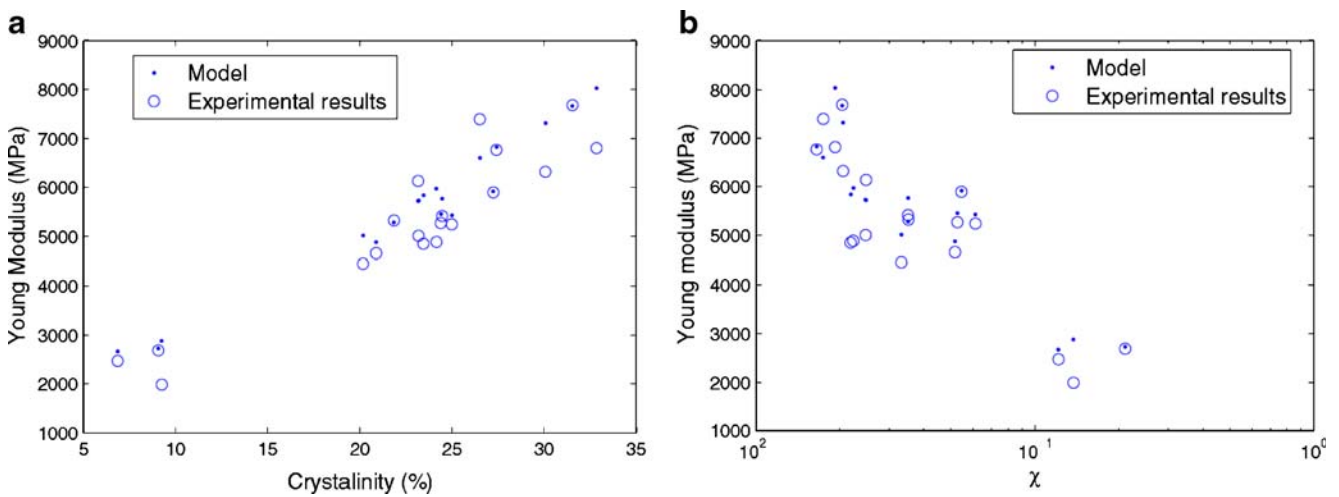 a
9000
8000
7000
6000
5000
4000
3000
2000
1000
Young Modulus (MPa)
Model
Experimental results
5
10
15
20
25
30
35
Crystalinity (%)
b
9000
8000
7000
6000
5000
4000
3000
2000
1000
Young modulus (MPa)
Model
Experimental results
10²
10¹
10⁰
χ